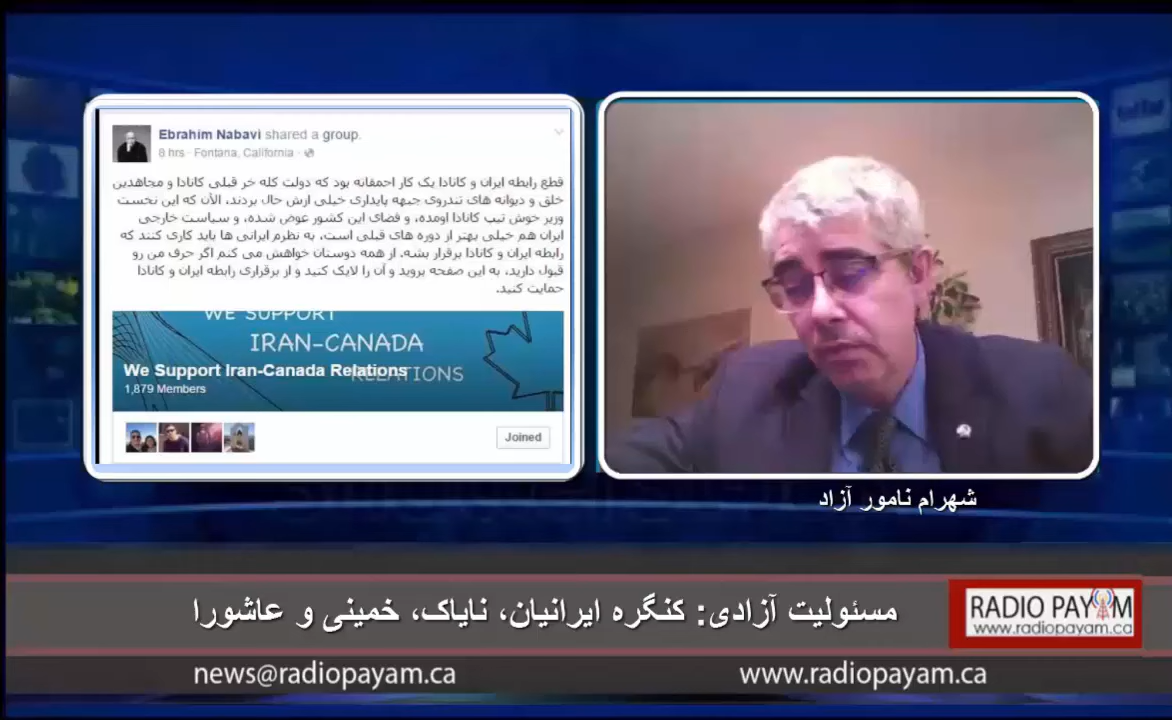 Ebrahim Nabavi shared a group.
8 hrs · Fontana, California ·
قطع رابطه ایران و کانادا یک کار احمقانه بود که دولت کله خر قبلی کانادا و مجاهدین
خلق و دیوانه های تندروی جبهه پایداری خیلی ازش حال بردند، الآن که این نخست
وزیر خوش تیپ کانادا اومده، و فضای این کشور عوض شده، و سیاست خارجی
ایران هم خیلی بهتر از دوره های قبلی است، به نظرم ایرانی ها باید کاری کنند که
رابطه ایران و کانادا برقرار بشه. از همه دوستان خواهش می کنم اگر حرف من رو
قبول دارید، به این صفحه بروید و آن را لایک کنید و از برقراری رابطه ایران و کانادا
حمایت کنید.
WE SUPPORT
IRAN-CANADA
RELATIONS
We Support Iran-Canada Relations
1,879 Members
Joined
شهرام نامور آزاد
مسئولیت آزادی: کنگره ایرانیان، نایاک، خمینی و عاشورا
RADIO PAYAM
www.radiopayam.ca
news@radiopayam.ca
www.radiopayam.ca